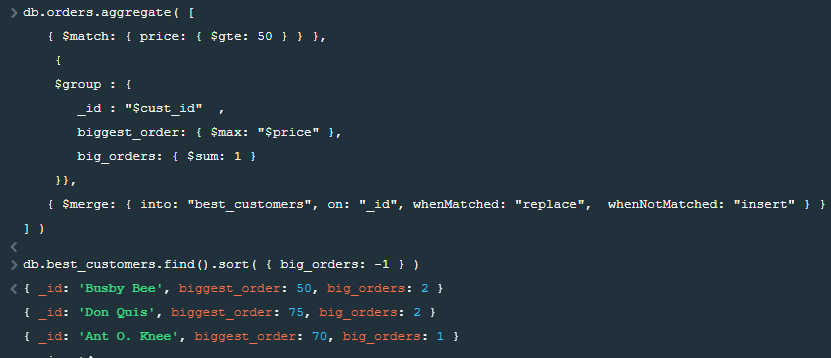 > db.orders.aggregate( [
{ $match: { price: { $gte: 50 } } },
{
$group : {
_id : "$cust_id"  ,
biggest_order: { $max: "$price" },
big_orders: { $sum: 1 }
}},
{ $merge: { into: "best_customers", on: "_id", whenMatched: "replace",  whenNotMatched: "insert" } }
] )
<
> db.best_customers.find().sort( { big_orders: -1 } )
< { _id: 'Busby Bee', biggest_order: 50, big_orders: 2 }
{ _id: 'Don Quis', biggest_order: 75, big_orders: 2 }
{ _id: 'Ant O. Knee', biggest_order: 70, big_orders: 1 }